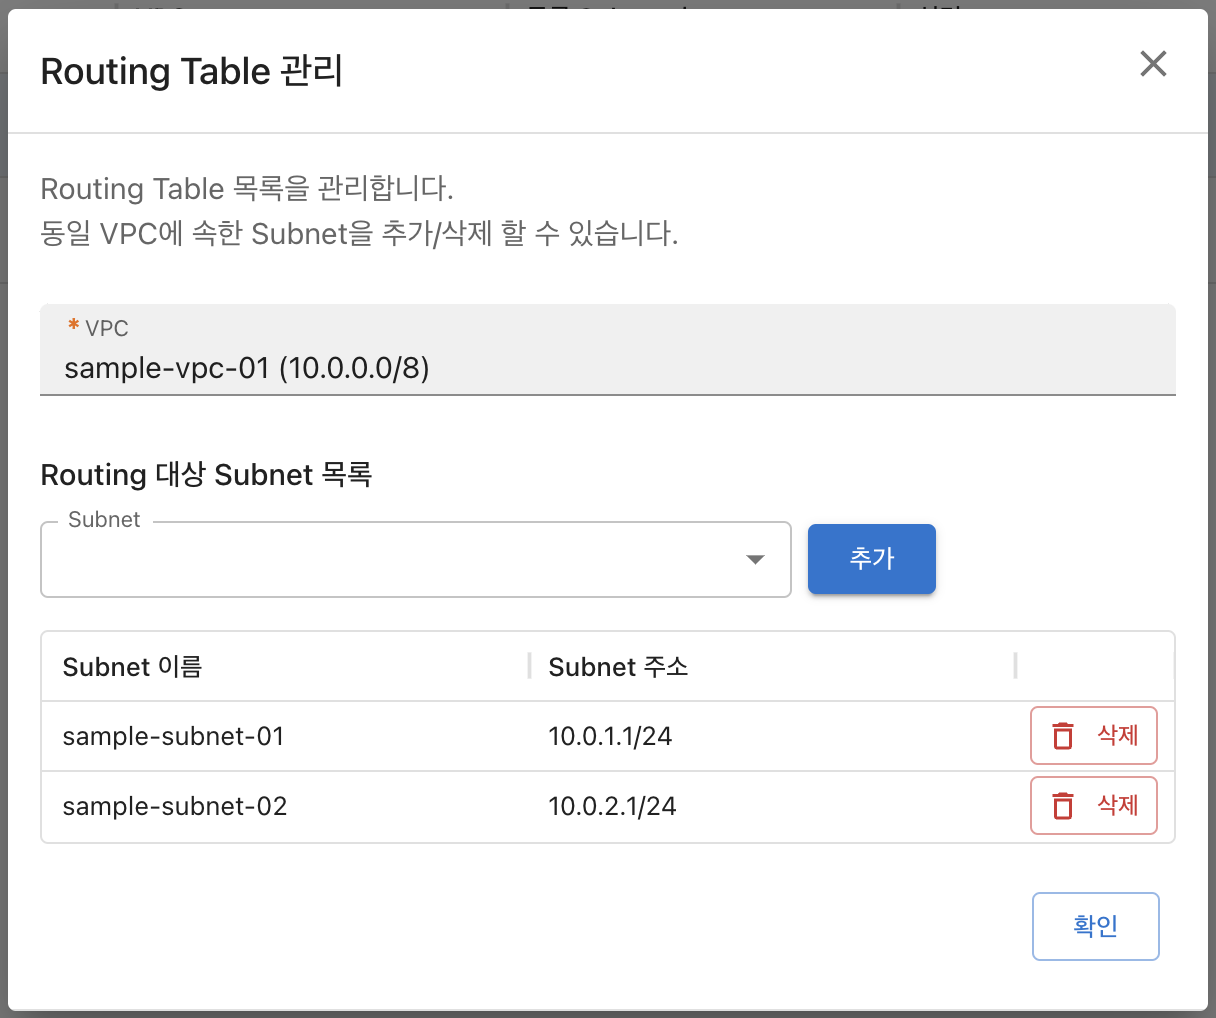 Routing Table 관리
Routing Table 목록을 관리합니다.
동일 VPC에 속한 Subnet을 추가/삭제 할 수 있습니다.
* VPC
sample-vpc-01 (10.0.0.0/8)
Routing 대상 Subnet 목록
Subnet
추가
Subnet 이름 Subnet 주소
sample-subnet-01 10.0.1.1/24 삭제
sample-subnet-02 10.0.2.1/24 삭제
확인